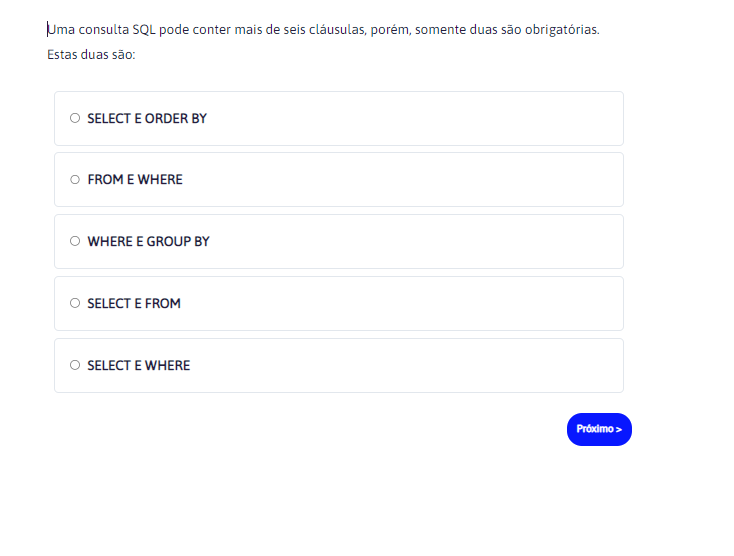 Uma consulta SQL pode conter mais de seis cláusulas, porém, somente duas são obrigatórias.
Estas duas são:
SELECT E ORDER BY
FROM E WHERE
WHERE E GROUP BY
SELECT E FROM
SELECT E WHERE
Próximo >